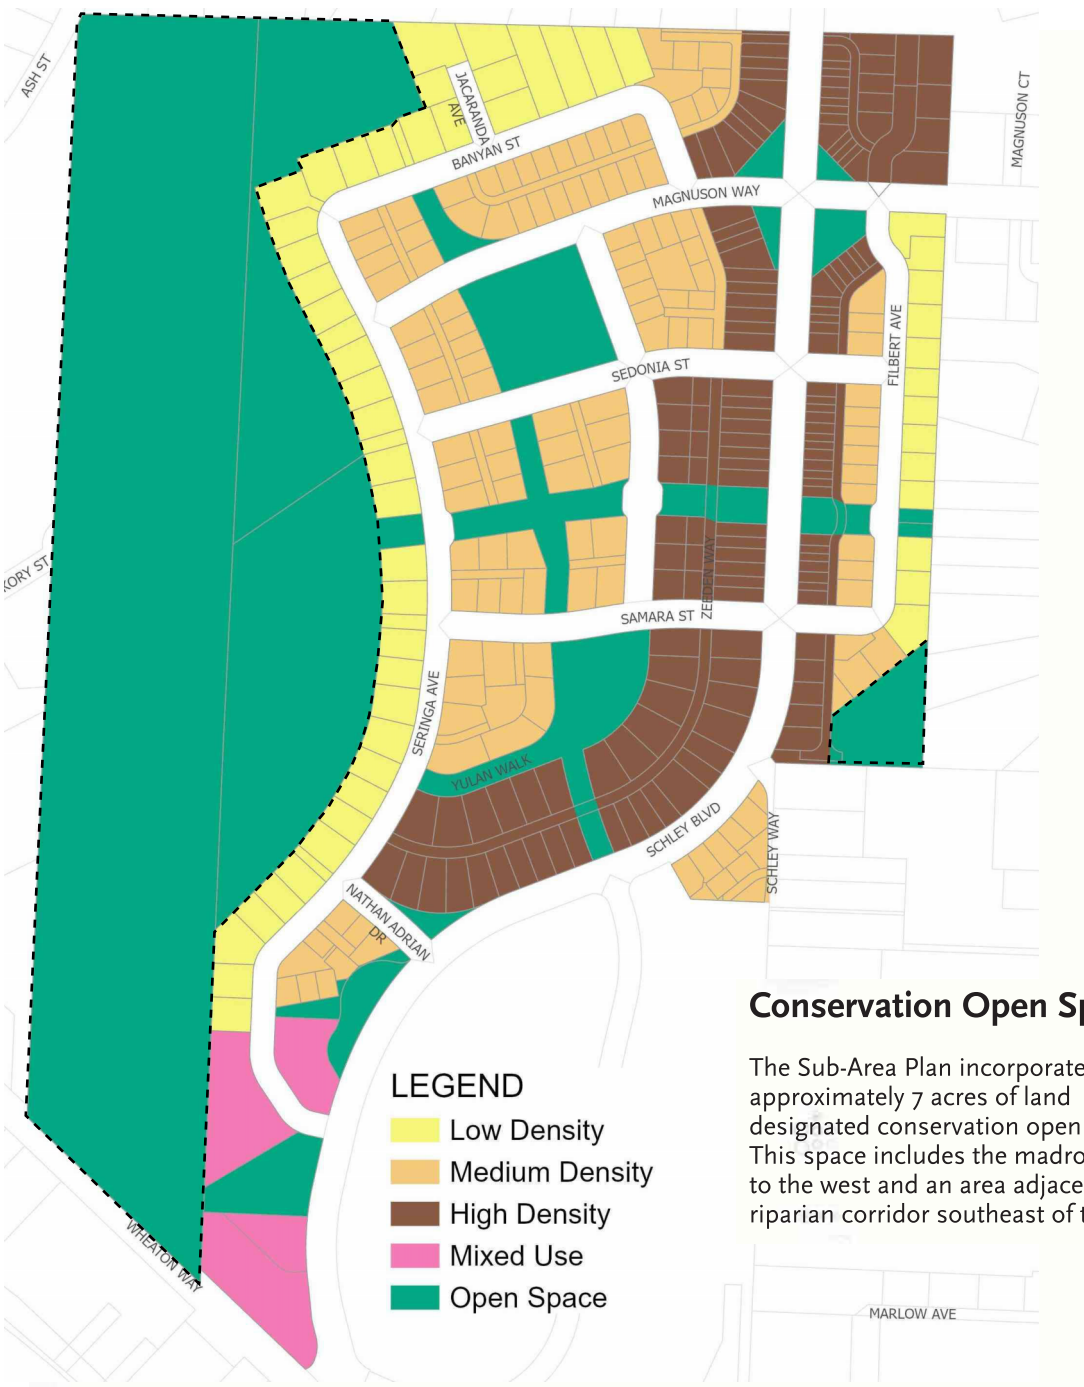 ASH ST
JACARANDA
AVE
BANYAN ST
MAGNUSON CT
MAGNUSON WAY
FILBERT AVE
SEDONIA ST
KORY ST
ZEEDEN WAY
SAMARA ST
SERINGA AVE
YULAN WALK
SCHLEY BLVD
SCHLEY WAY
NATHAN ADRIAN
DR
WHEATON WAY
MARLOW AVE
LEGEND
Low Density
Medium Density
High Density
Mixed Use
Open Space
Conservation Open Sp
The Sub-Area Plan incorporate
approximately 7 acres of land
designated conservation open
This space includes the madro
to the west and an area adjace
riparian corridor southeast of t